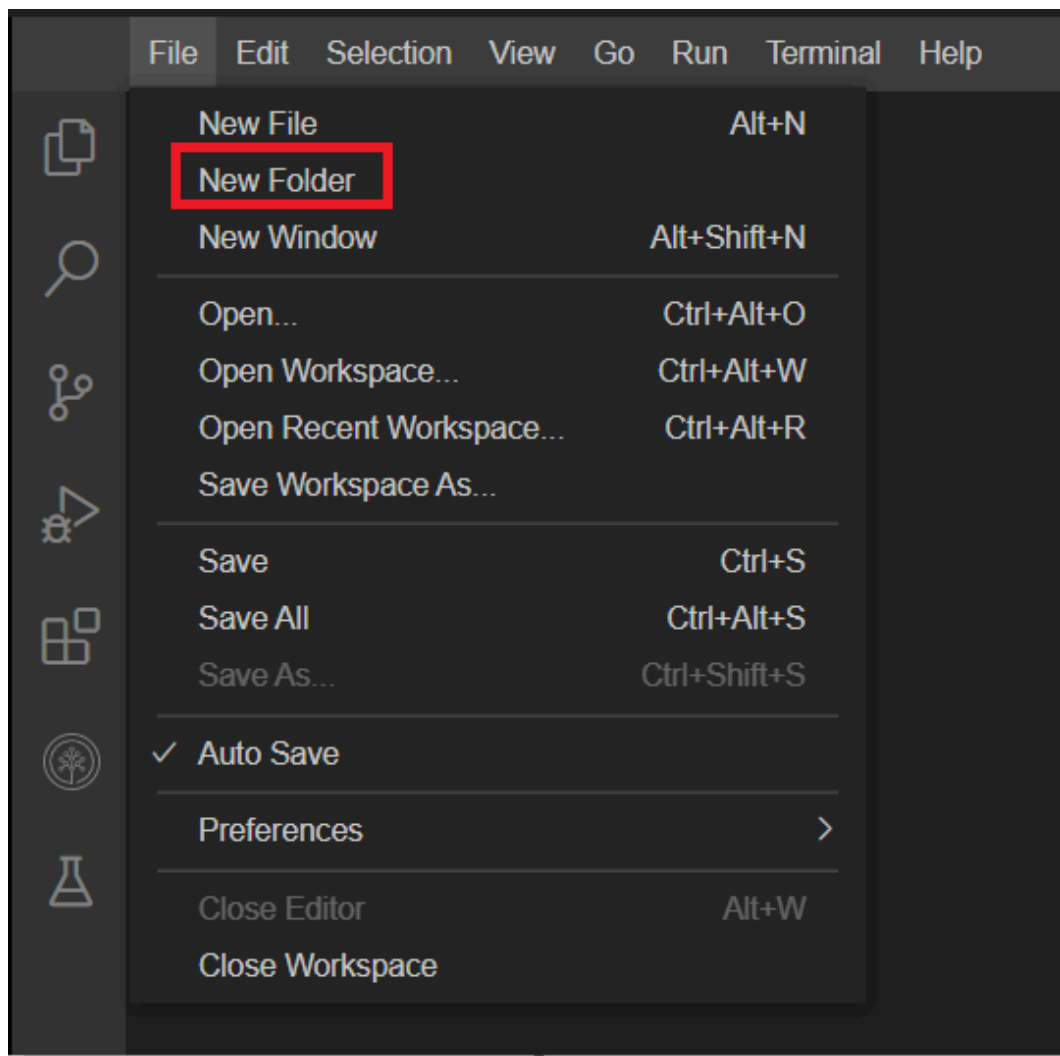 File Edit Selection View Go Run Terminal Help
New File Alt+N
New Folder
New Window Alt+Shift+N
Open... Ctrl+Alt+O
Open Workspace... Ctrl+Alt+W
Open Recent Workspace... Ctrl+Alt+R
Save Workspace As...
Save Ctrl+S
Save All Ctrl+Alt+S
Save As... Ctrl+Shift+S
Auto Save
Preferences
Close Editor Alt+W
Close Workspace